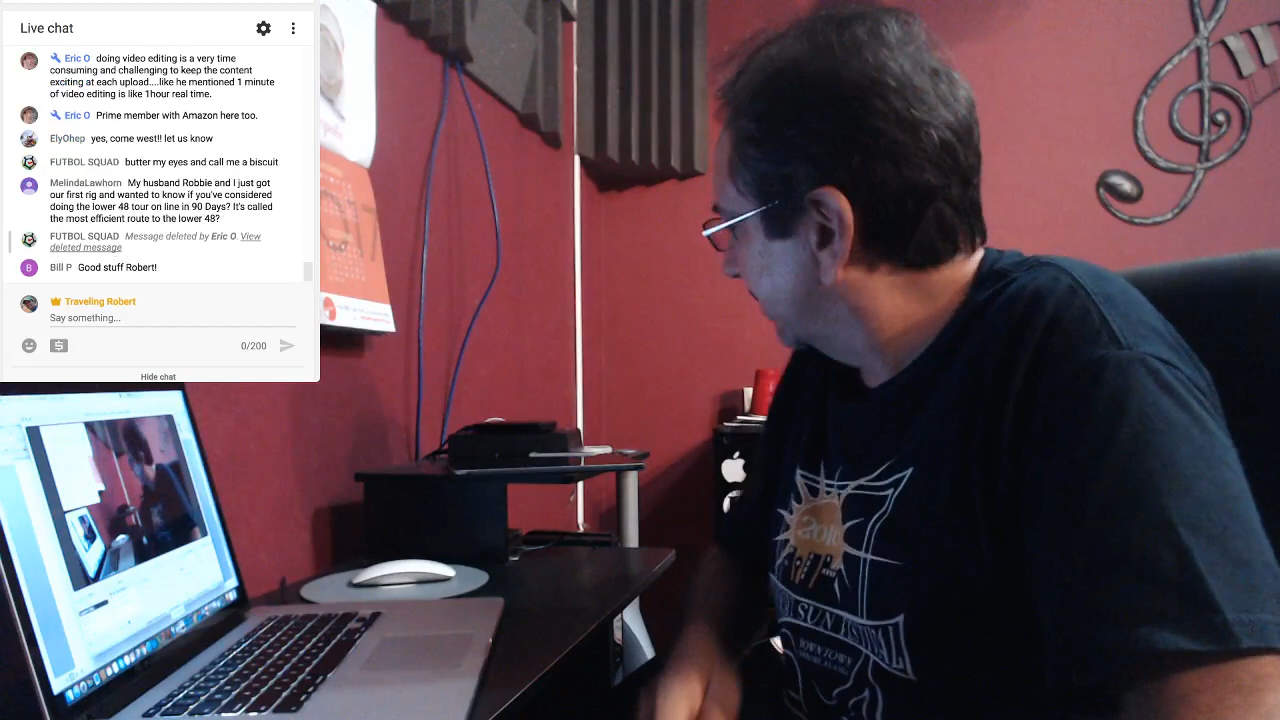 Live chat
Eric O doing video editing is a very time
consuming and challenging to keep the content
exciting at each upload....like he mentioned 1 minute
of video editing is like 1hour real time.
Eric O Prime member with Amazon here too.
ElyOhep yes, come west!! let us know
FUTBOL SQUAD butter my eyes and call me a biscuit
MelindaLawhorn My husband Robbie and I just got
our first rig and wanted to know if you've considered
doing the lower 48 tour on line in 90 Days? It's called
the most efficient route to the lower 48?
FUTBOL SQUAD Message deleted by Eric O. View
deleted message
B Bill P Good stuff Robert!
Traveling Robert
Say something...
0/200
Hide chat
SUN FESTIVAL
DOWNTOWN